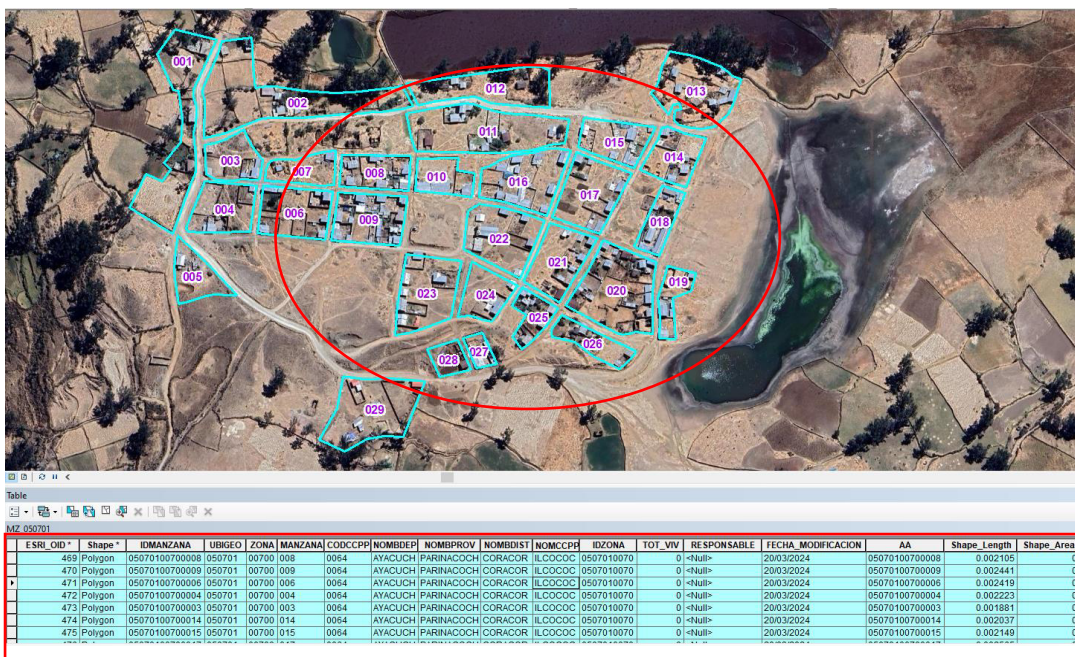 001
012
013
002
011
015
014
003
007
008
010
016
017
004
006
009
018
022
021
005
019
020
023
024
025
026
028
027
029
Table
MZ_050701
ESRI_OID * Shape * IDMANZANA UBIGEO ZONA MANZANA CODCCPP NOMBDEP NOMBPROV NOMBDIST NOMCCPP IDZONA TOT_VIV RESPONSABLE FECHA_MODIFICACION AA Shape_Length Shape_Area
469 Polygon 05070100700008 050701 00700 008 0064 AYACUCH PARINACOCH CORACOR ILCOCOC 0507010070 0 <Null> 20/03/2024 05070100700008 0.002105 0
470 Polygon 05070100700009 050701 00700 009 0064 AYACUCH PARINACOCH CORACOR ILCOCOC 0507010070 0 <Null> 20/03/2024 05070100700009 0.002441 0
471 Polygon 05070100700006 050701 00700 006 0064 AYACUCH PARINACOCH CORACOR ILCOCOC 0507010070 0 <Null> 20/03/2024 05070100700006 0.002419 0
472 Polygon 05070100700004 050701 00700 004 0064 AYACUCH PARINACOCH CORACOR ILCOCOC 0507010070 0 <Null> 20/03/2024 05070100700004 0.002223 0
473 Polygon 05070100700003 050701 00700 003 0064 AYACUCH PARINACOCH CORACOR ILCOCOC 0507010070 0 <Null> 20/03/2024 05070100700003 0.001881 0
474 Polygon 05070100700014 050701 00700 014 0064 AYACUCH PARINACOCH CORACOR ILCOCOC 0507010070 0 <Null> 20/03/2024 05070100700014 0.002037 0
475 Polygon 05070100700015 050701 00700 015 0064 AYACUCH PARINACOCH CORACOR ILCOCOC 0507010070 0 <Null> 20/03/2024 05070100700015 0.002149 0